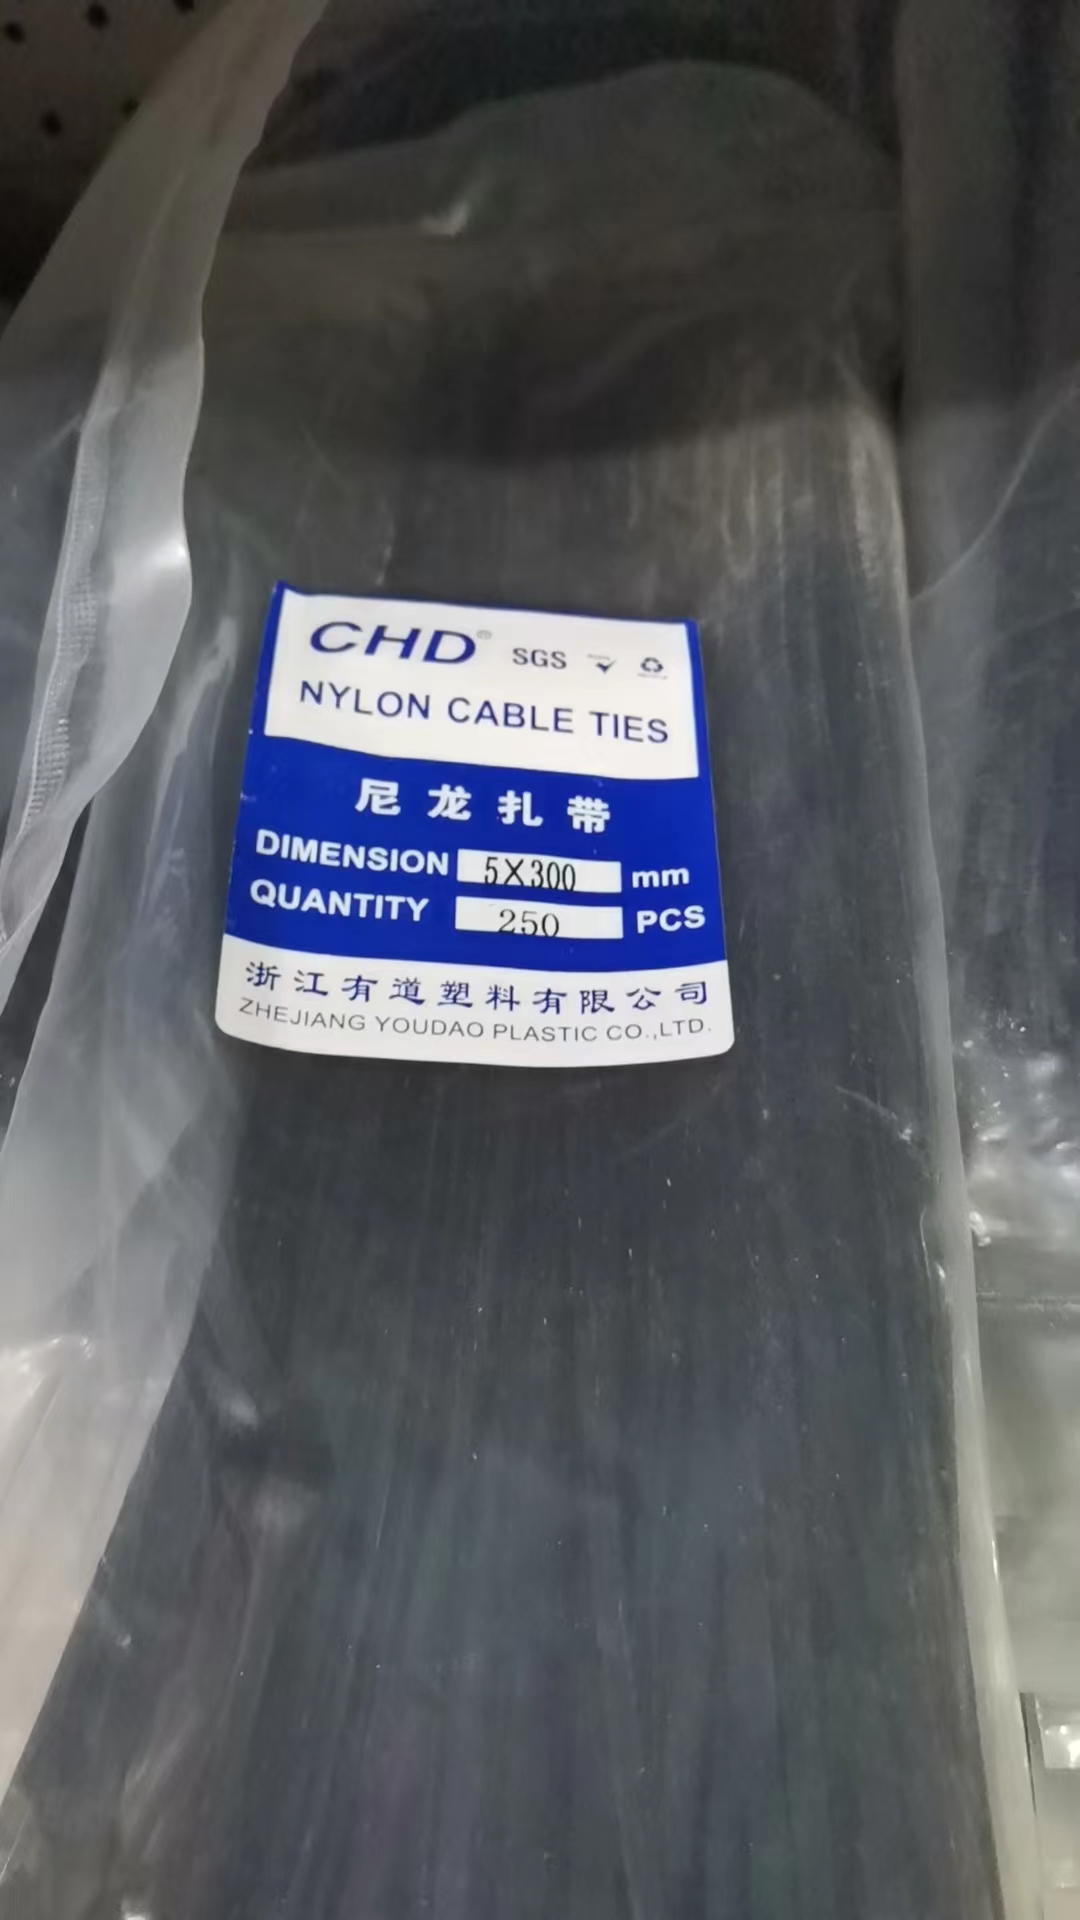 CHD® SGS
NYLON CABLE TIES
尼龙扎带
DIMENSION 5X300 mm
QUANTITY 250 PCS
浙江有道塑料有限公司
ZHEJIANG YOUDAO PLASTIC CO.,LTD.